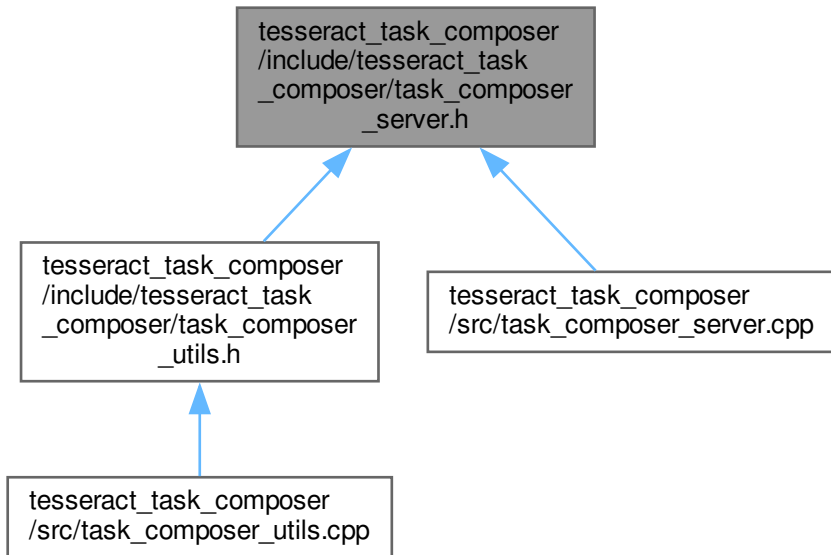 tesseract_task_composer
/include/tesseract_task
_composer/task_composer
_server.h
tesseract_task_composer
/include/tesseract_task
_composer/task_composer
_utils.h
tesseract_task_composer
/src/task_composer_server.cpp
tesseract_task_composer
/src/task_composer_utils.cpp